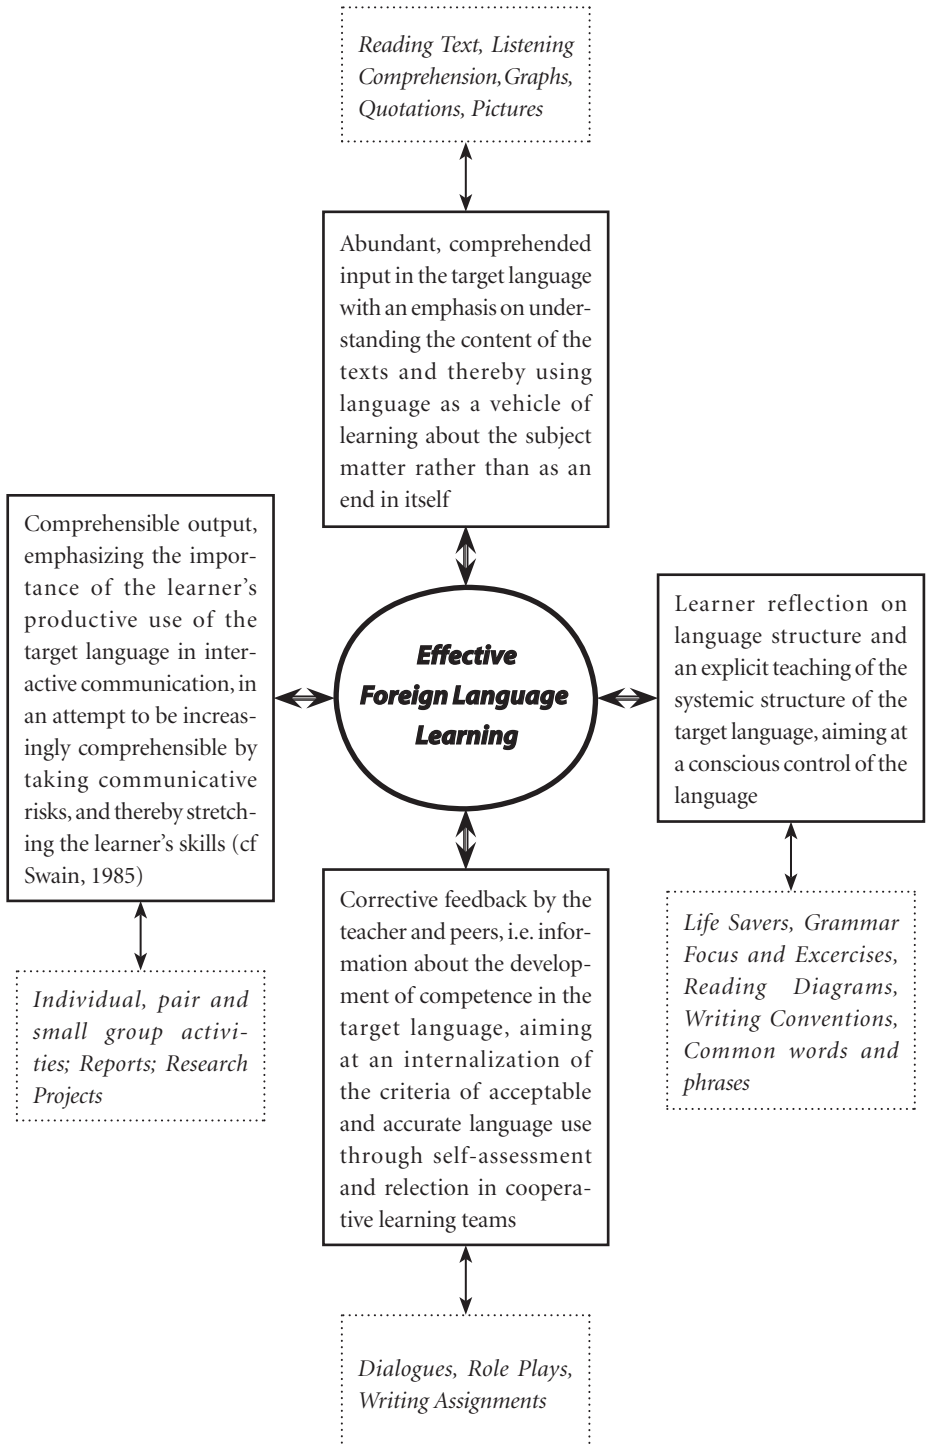 Reading Text, Listening
Comprehension, Graphs,
Quotations, Pictures
Abundant, comprehended
input in the target language
with an emphasis on under-
standing the content of the
texts and thereby using
language as a vehicle of
learning about the subject
matter rather than as an
end in itself
Comprehensible output,
emphasizing the impor-
tance of the learner's
productive use of the
target language in inter-
active communication, in
an attempt to be increas-
ingly comprehensible by
taking communicative
risks, and thereby stretch-
ing the learner's skills (cf
Swain, 1985)
Effective
Foreign Language
Learning
Learner reflection on
language structure and
an explicit teaching of the
systemic structure of the
target language, aiming at
a conscious control of the
language
Corrective feedback by the
teacher and peers, i.e. infor-
mation about the develop-
ment of competence in the
target language, aiming
at an internalization of
the criteria of acceptable
and accurate language use
through self-assessment
and relection in coopera-
tive learning teams
Individual, pair and
small group activi-
ties; Reports; Research
Projects
Life Savers, Grammar
Focus and Excercises,
Reading Diagrams,
Writing Conventions,
Common words and
phrases
Dialogues, Role Plays,
Writing Assignments